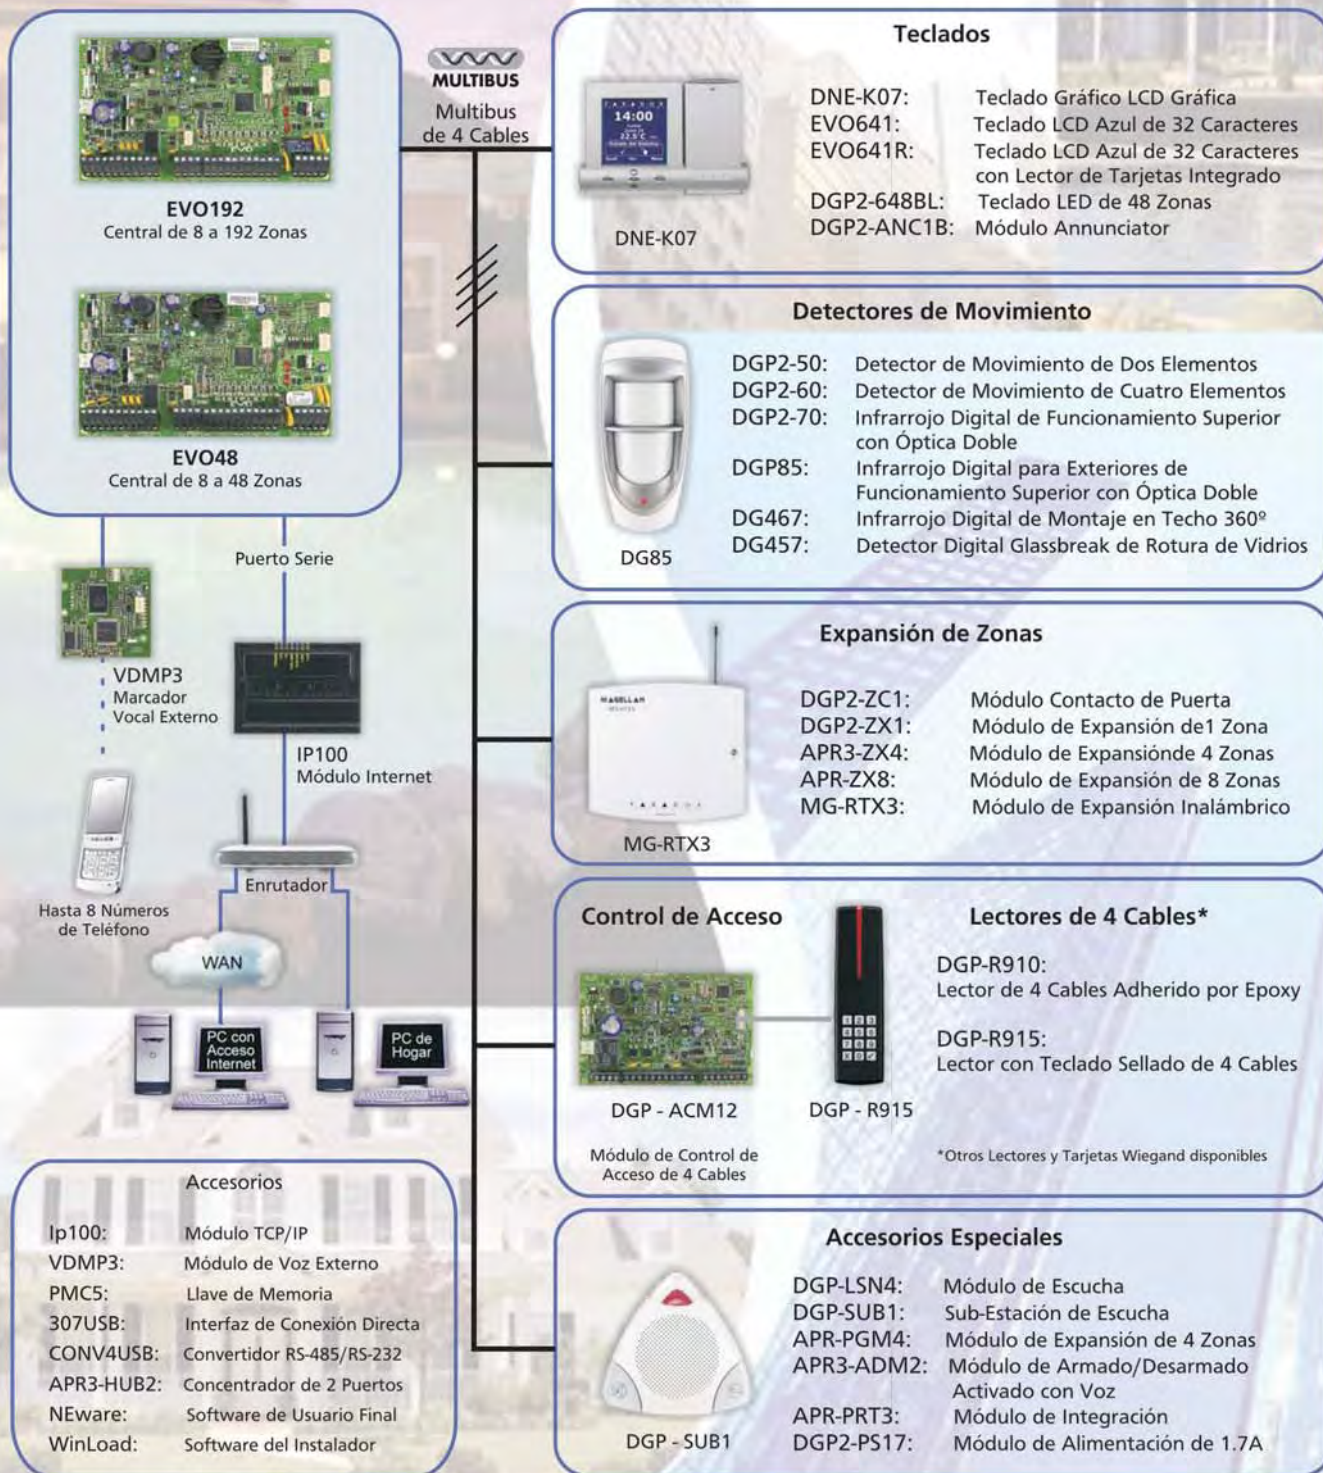 EVO192
Central de 8 a 192 Zonas
EVO48
Central de 8 a 48 Zonas
MULTIBUS
Multibus
de 4 Cables
Teclados
PARADOX
14:00
22.5°C
DNE-K07
DNE-K07: Teclado Gráfico LCD Gráfica
EVO641: Teclado LCD Azul de 32 Caracteres
EVO641R: Teclado LCD Azul de 32 Caracteres
con Lector de Tarjetas Integrado
DGP2-648BL: Teclado LED de 48 Zonas
DGP2-ANC1B: Módulo Annunciator
Detectores de Movimiento
DG85
DGP2-50: Detector de Movimiento de Dos Elementos
DGP2-60: Detector de Movimiento de Cuatro Elementos
DGP2-70: Infrarrojo Digital de Funcionamiento Superior
con Óptica Doble
DGP85: Infrarrojo Digital para Exteriores de
Funcionamiento Superior con Óptica Doble
DG467: Infrarrojo Digital de Montaje en Techo 360º
DG457: Detector Digital Glassbreak de Rotura de Vidrios
Puerto Serie
VDMP3
Marcador
Vocal Externo
IP100
Módulo Internet
Enrutador
Hasta 8 Números
de Teléfono
WAN
PC con
Acceso
Internet
PC de
Hogar
Expansión de Zonas
MAGELLAN
MG-RTX3
DGP2-ZC1: Módulo Contacto de Puerta
DGP2-ZX1: Módulo de Expansión de1 Zona
APR3-ZX4: Módulo de Expansiónde 4 Zonas
APR-ZX8: Módulo de Expansión de 8 Zonas
MG-RTX3: Módulo de Expansión Inalámbrico
Control de Acceso
DGP - ACM12
Módulo de Control de
Acceso de 4 Cables
DGP - R915
Lectores de 4 Cables*
DGP-R910:
Lector de 4 Cables Adherido por Epoxy
DGP-R915:
Lector con Teclado Sellado de 4 Cables
*Otros Lectores y Tarjetas Wiegand disponibles
Accesorios
Ip100: Módulo TCP/IP
VDMP3: Módulo de Voz Externo
PMC5: Llave de Memoria
307USB: Interfaz de Conexión Directa
CONV4USB: Convertidor RS-485/RS-232
APR3-HUB2: Concentrador de 2 Puertos
NEware: Software de Usuario Final
WinLoad: Software del Instalador
Accesorios Especiales
DGP - SUB1
DGP-LSN4: Módulo de Escucha
DGP-SUB1: Sub-Estación de Escucha
APR-PGM4: Módulo de Expansión de 4 Zonas
APR3-ADM2: Módulo de Armado/Desarmado
Activado con Voz
APR-PRT3: Módulo de Integración
DGP2-PS17: Módulo de Alimentación de 1.7A